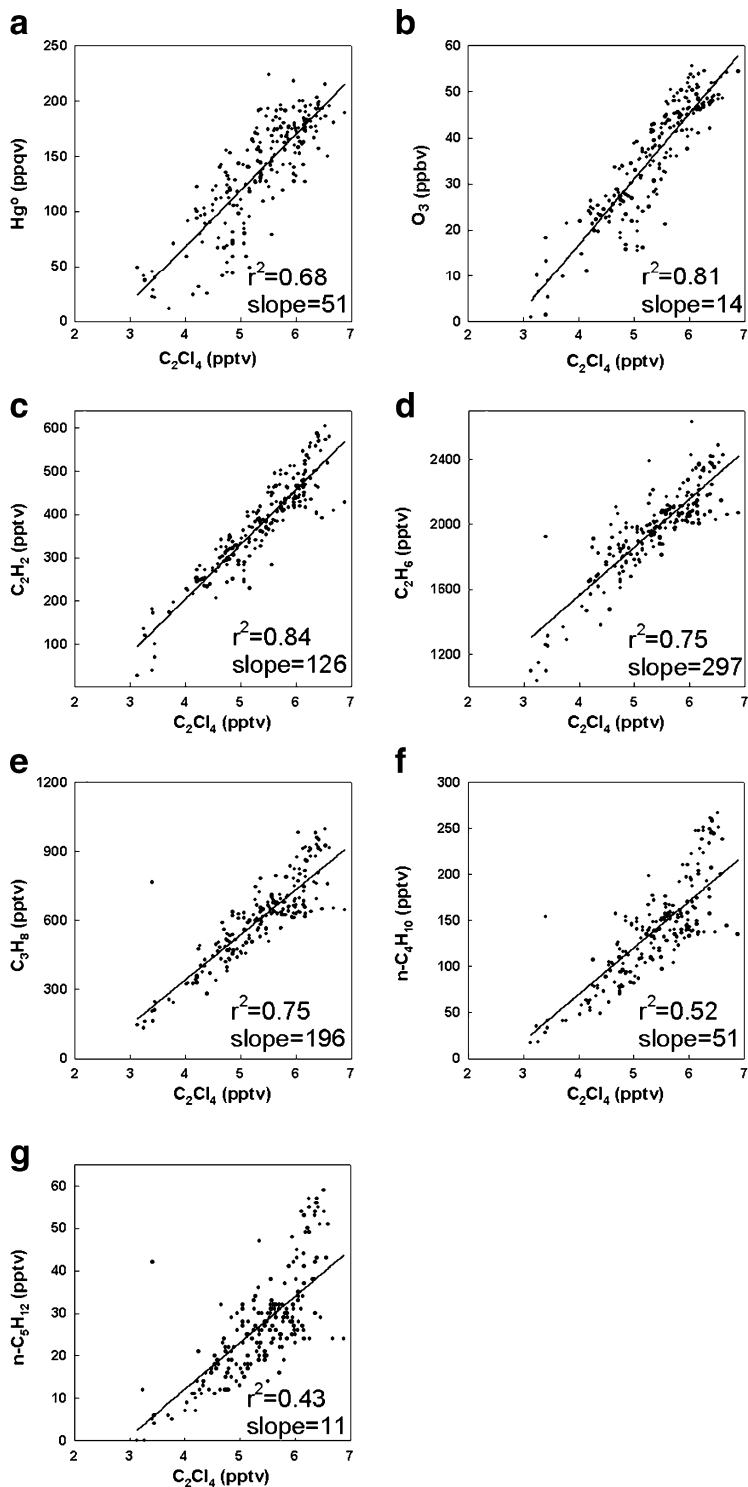 a
250
200
150
100
50
0
Hg° (ppqv)
r²=0.68
slope=51
2 3 4 5 6 7
C₂Cl₄ (pptv)
b
60
50
40
30
20
10
0
O₃ (ppbv)
r²=0.81
slope=14
2 3 4 5 6 7
C₂Cl₄ (pptv)
c
600
500
400
300
200
100
C₂H₂ (pptv)
r²=0.84
slope=126
2 3 4 5 6 7
C₂Cl₄ (pptv)
d
2400
2000
1600
1200
C₂H₆ (pptv)
r²=0.75
slope=297
2 3 4 5 6 7
C₂Cl₄ (pptv)
e
1200
900
600
300
0
C₃H₈ (pptv)
r²=0.75
slope=196
2 3 4 5 6 7
C₂Cl₄ (pptv)
f
300
250
200
150
100
50
0
n-C₄H₁₀ (pptv)
r²=0.52
slope=51
2 3 4 5 6 7
C₂Cl₄ (pptv)
g
60
50
40
30
20
10
0
n-C₅H₁₂ (pptv)
r²=0.43
slope=11
2 3 4 5 6 7
C₂Cl₄ (pptv)